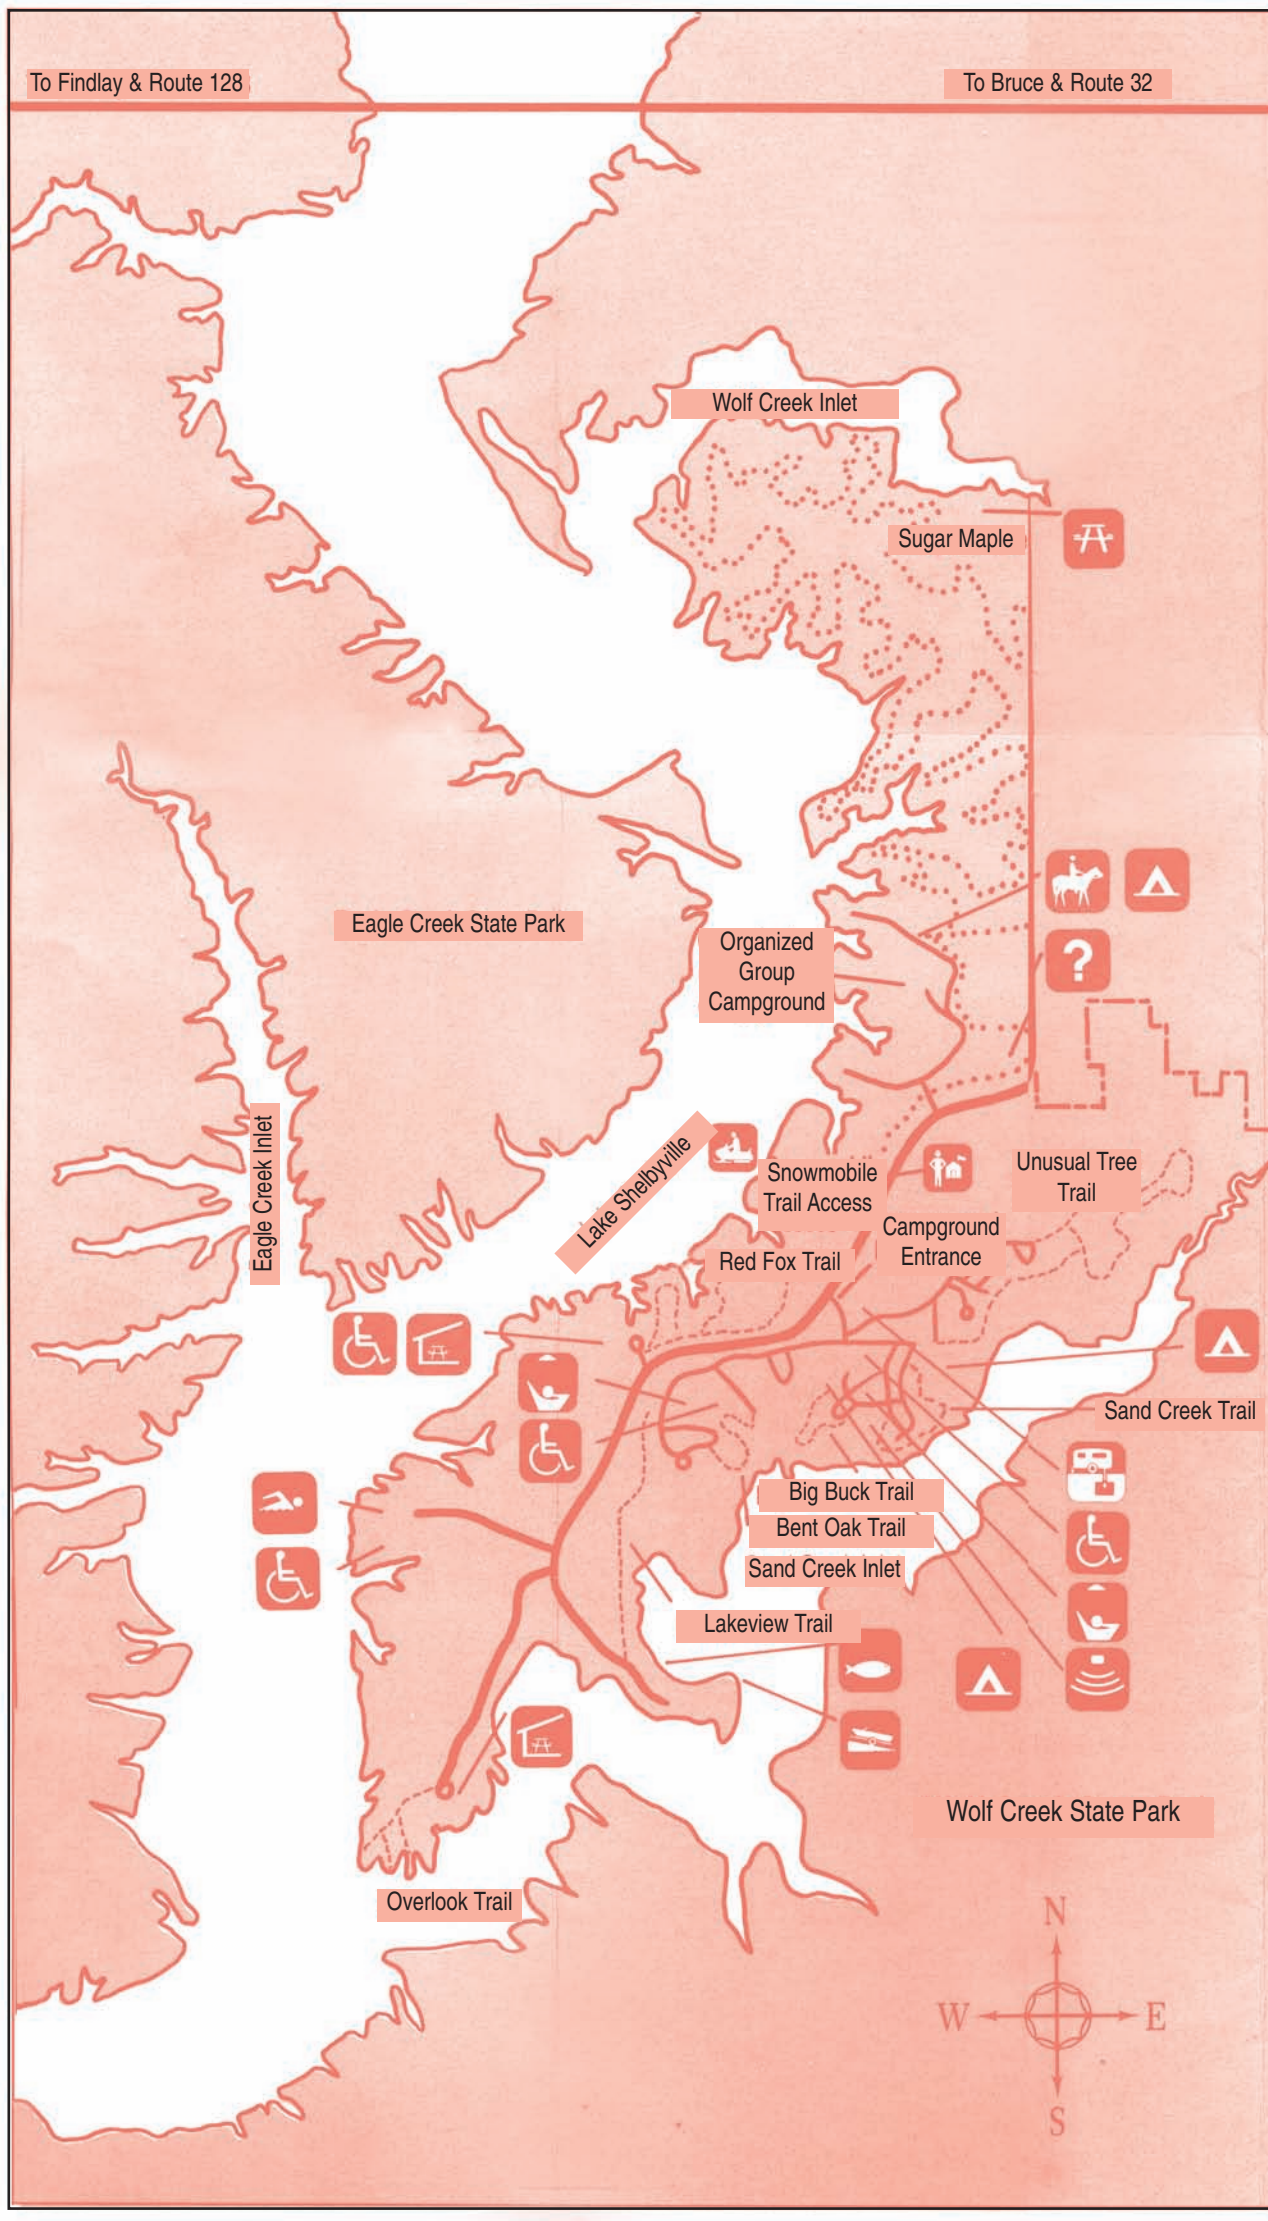 To Findlay & Route 128
To Bruce & Route 32
Wolf Creek Inlet
Sugar Maple
Eagle Creek State Park
Organized
Group
Campground
?
Eagle Creek Inlet
Lake Shelbyville
Snowmobile
Trail Access
Unusual Tree
Trail
Campground
Entrance
Red Fox Trail
Sand Creek Trail
Big Buck Trail
Bent Oak Trail
Sand Creek Inlet
Lakeview Trail
Wolf Creek State Park
Overlook Trail
N
W
E
S